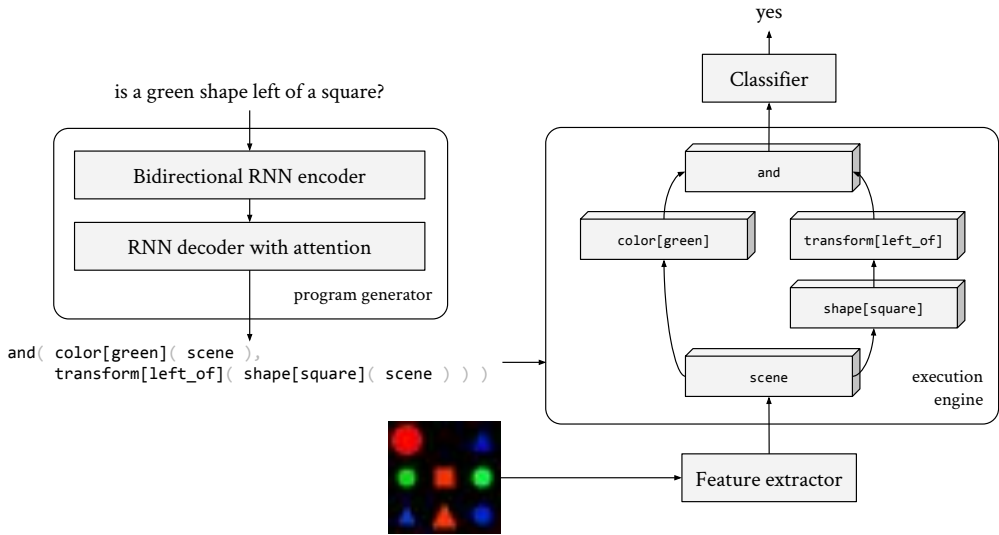 is a green shape left of a square?
Bidirectional RNN encoder
RNN decoder with attention
program generator
and( color[green]( scene ),
transform[left_of]( shape[square]( scene ) ) )
yes
Classifier
and
color[green]
transform[left_of]
shape[square]
scene
execution
engine
Feature extractor